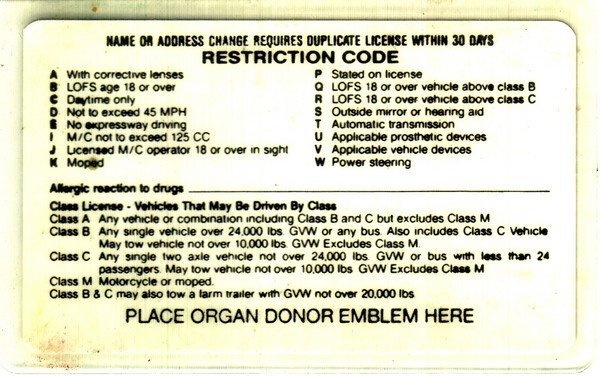 NAME OR ADDRESS CHANGE REQUIRES DUPLICATE LICENSE WITHIN 30 DAYS
RESTRICTION CODE
A With corrective lenses
B LOFS age 18 or over
C Daytime only
D Not to exceed 45 MPH
E No expressway driving
I M/C not to exceed 125 CC
J Licensed M/C operator 18 or over in sight
K Moped
P Stated on license
Q LOFS 18 or over vehicle above class B
R LOFS 18 or over vehicle above class C
S Outside mirror or hearing aid
T Automatic transmission
U Applicable prosthetic devices
V Applicable vehicle devices
W Power steering
Allergic reaction to drugs
Class License - Vehicles That May Be Driven By Class
Class A Any vehicle or combination including Class B and C but excludes Class M
Class B Any single vehicle over 24,000 lbs. GVW or any bus. Also includes Class C Vehicle
May tow vehicle not over 10,000 lbs. GVW Excludes Class M.
Class C Any single two axle vehicle not over 24,000 lbs. GVW or bus with less than 24
passengers. May tow vehicle not over 10,000 lbs GVW Excludes Class M
Class M Motorcycle or moped.
Class B & C may also tow a farm trailer with GVW not over 20,000 lbs
PLACE ORGAN DONOR EMBLEM HERE